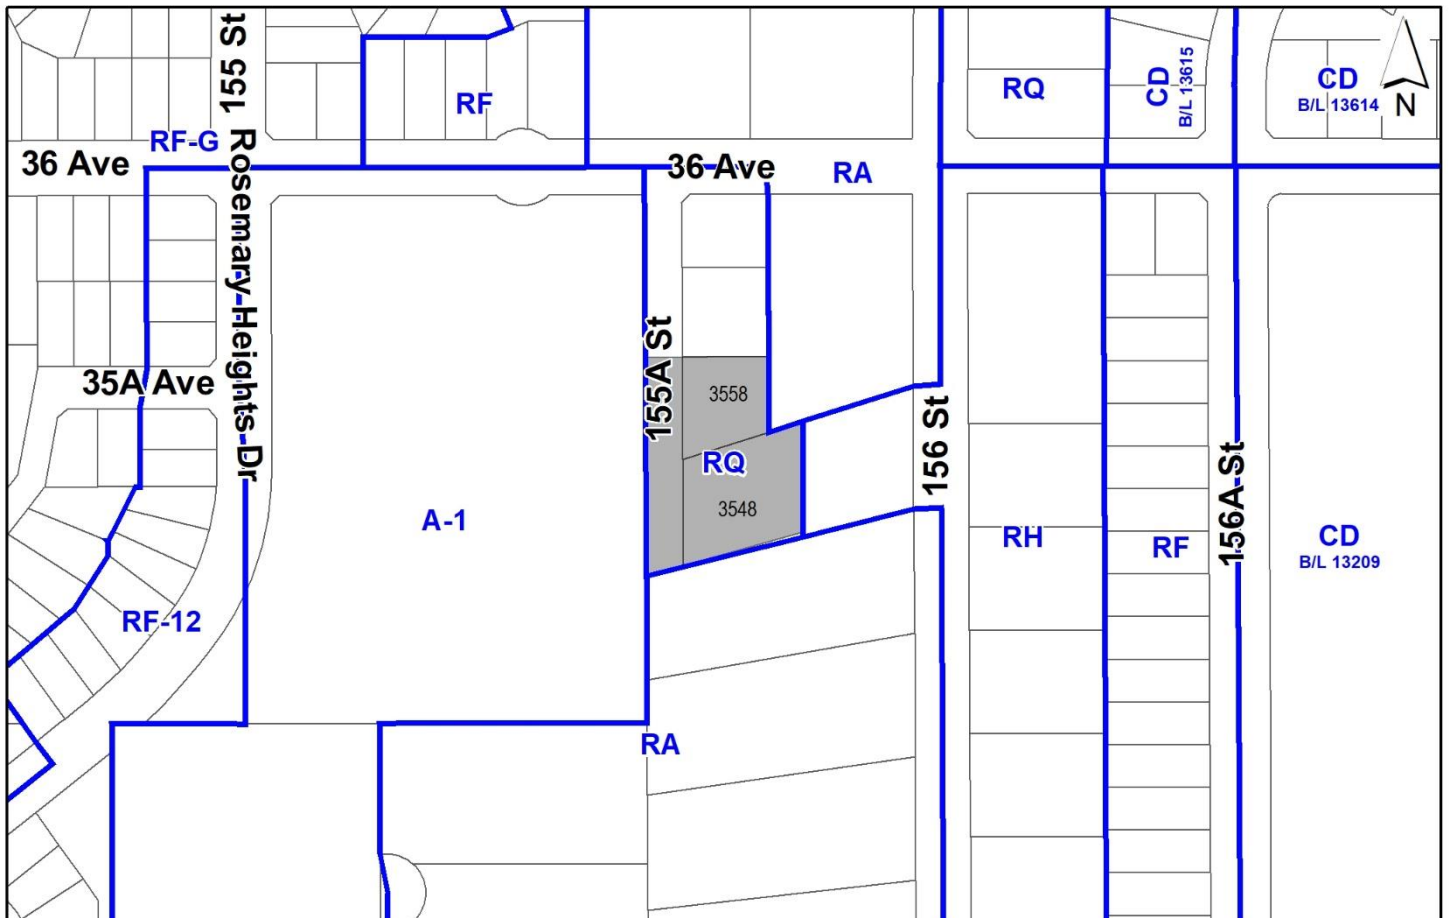 155 St
Rosemary Heights Dr
RF
RQ
CD
B/L 13615
CD
B/L 13614
N
RF-G
36 Ave
36 Ave
RA
155A St
35A Ave
3558
RQ
3548
156 St
156A St
A-1
RH
RF
CD
B/L 13209
RF-12
RA